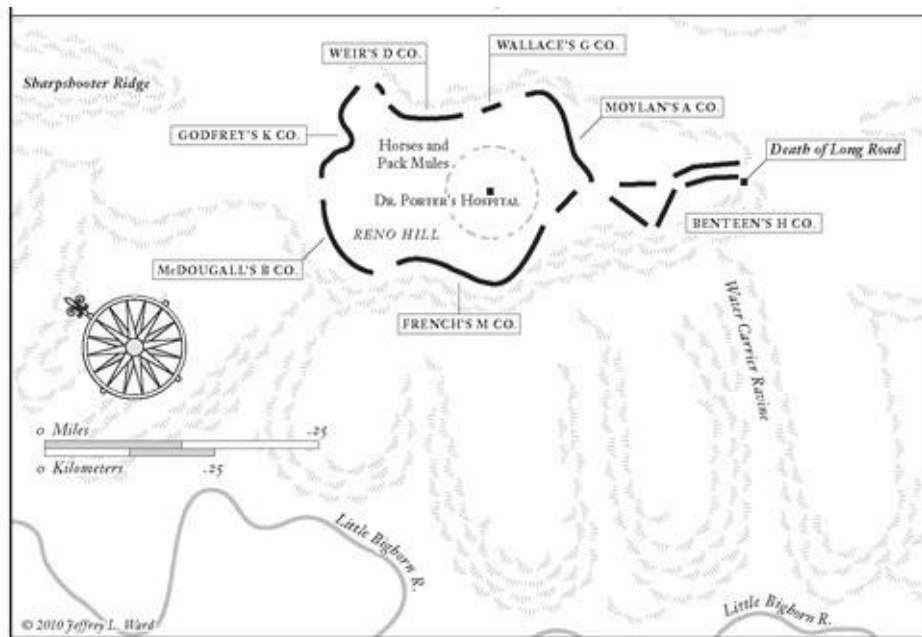 WALLACE'S G CO.
WEIR'S D CO.
Sharpshooter Ridge
MOYLAN'S A CO.
GODFREY'S K CO.
Horses and
Pack Mules
Death of Long Road
DR. PORTER'S HOSPITAL
BENTEEN'S H CO.
RENO HILL
McDOUGALL'S B CO.
FRENCH'S M CO.
Water Carrier Ravine
0 Miles .25
0 Kilometers .25
Little Bighorn R.
Little Bighorn R.
© 2010 Jeffrey L. Ward